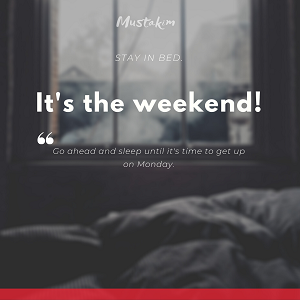 Mustakim
STAY IN BED.
It's the weekend!
“
Go ahead and sleep until it's time to get up
on Monday.